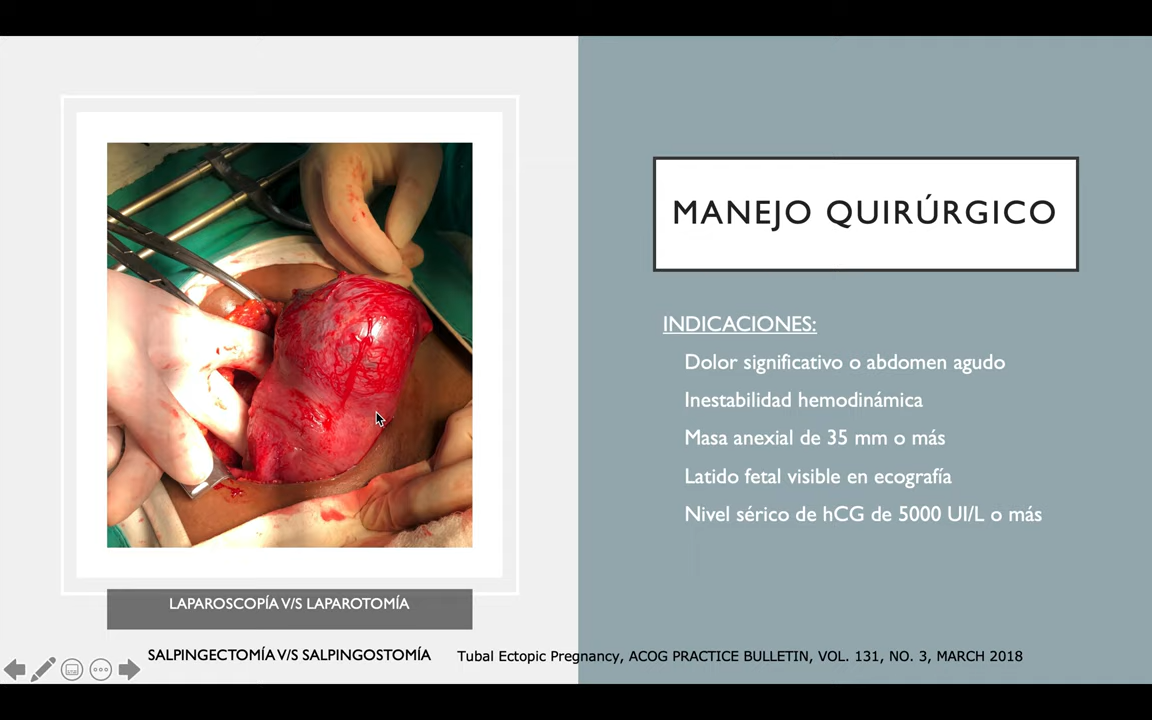 MANEJO QUIRÚRGICO
INDICACIONES:
Dolor significativo o abdomen agudo
Inestabilidad hemodinámica
Masa anexial de 35 mm o más
Latido fetal visible en ecografía
Nivel sérico de hCG de 5000 UI/L o más
LAPAROSCOPÍA V/S LAPAROTOMÍA
SALPINGECTOMÍA V/S SALPINGOSTOMÍA
Tubal Ectopic Pregnancy, ACOG PRACTICE BULLETIN, VOL. 131, NO. 3, MARCH 2018